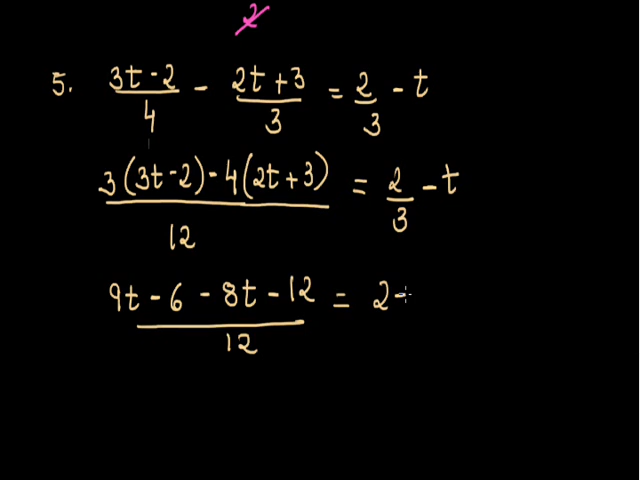 2
5. (3t-2)/4 - (2t+3)/3 = 2/3 - t
(3(3t-2)-4(2t+3))/12 = 2/3 - t
(9t-6-8t-12)/12 = 2-